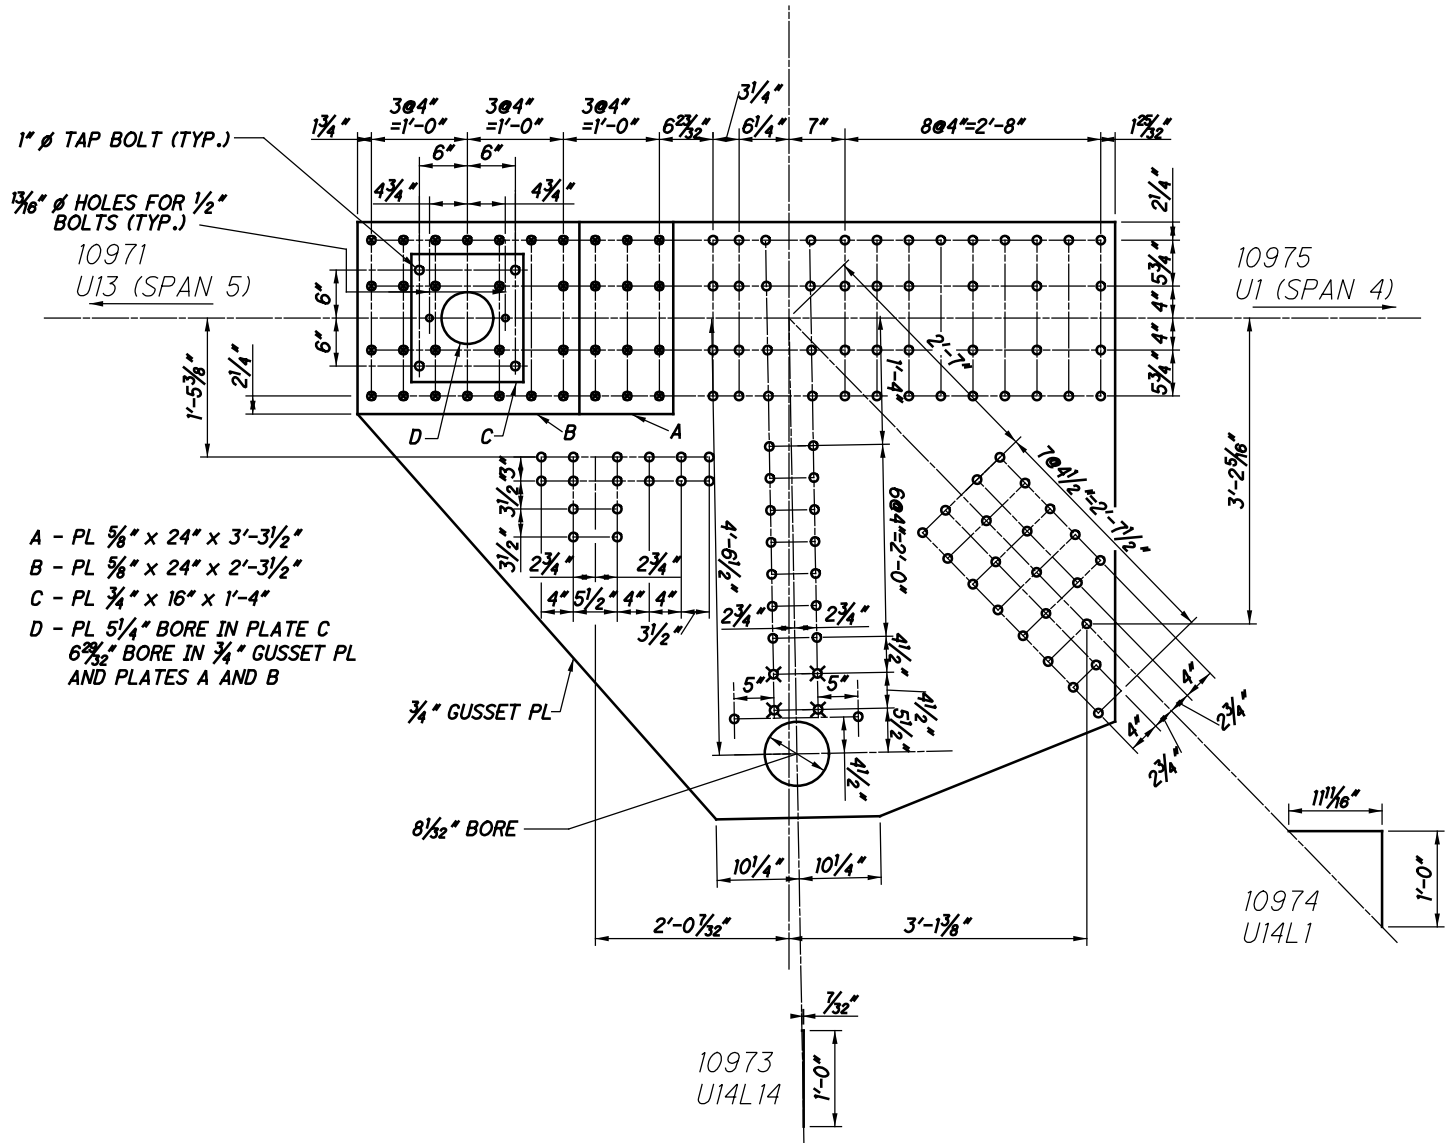 3 1/4"
3@4" 3@4" 3@4"
1 3/4" =1'-0" =1'-0" =1'-0" 6 23/32" 6 1/4" 7" 8@4"=2'-8" 1 25/32"
1" ø TAP BOLT (TYP.)
6" 6"
4 3/4" 4 3/4"
2 1/4"
13/16" ø HOLES FOR 1/2"
BOLTS (TYP.)
10971
U13 (SPAN 5)
10975
U1 (SPAN 4)
5 3/4"
4"
4"
5 3/4"
6"
6"
1'-5 3/8"
2 1/4"
D C B A
2'-7"
1'-4"
7@4 1/2"=2'-7 1/2"
3'-2 5/16"
3"
3 1/2"
3 1/2"
6@4"=2'-0"
4'-6 1/2"
A - PL 5/8" x 24" x 3'-3 1/2"
B - PL 5/8" x 24" x 2'-3 1/2"
C - PL 3/4" x 16" x 1'-4"
D - PL 5 1/4" BORE IN PLATE C
6 29/32" BORE IN 3/4" GUSSET PL
AND PLATES A AND B
2 3/4" 2 3/4"
4" 5 1/2" 4" 4"
3 1/2"
2 3/4" 2 3/4"
4 1/2"
4 1/2"
5 1/2"
5" 5"
4 1/2"
4"
2 3/4"
4"
2 3/4"
3/4" GUSSET PL
8 1/32" BORE
11 11/16"
1'-0"
10 1/4" 10 1/4"
10974
U14L1
2'-0 7/32" 3'-1 3/8"
7/32"
10973
U14L14
1'-0"